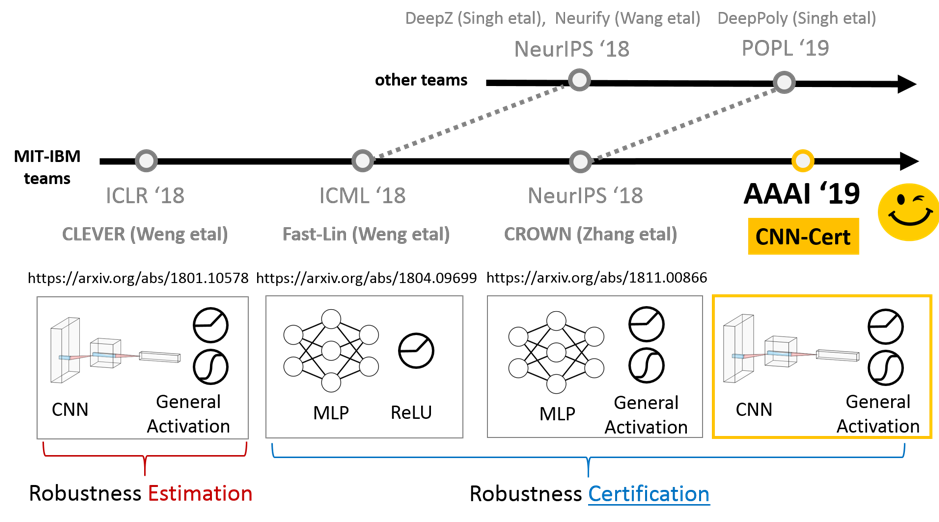 DeepZ (Singh etal), Neurify (Wang etal)
DeepPoly (Singh etal)
NeurIPS ‘18
POPL ‘19
other teams
MIT-IBM
teams
ICLR ‘18
ICML ‘18
NeurIPS ‘18
AAAI ‘19
CLEVER (Weng etal)
Fast-Lin (Weng etal)
CROWN (Zhang etal)
CNN-Cert
https://arxiv.org/abs/1801.10578
https://arxiv.org/abs/1804.09699
https://arxiv.org/abs/1811.00866
CNN
General
Activation
MLP
ReLU
MLP
General
Activation
CNN
General
Activation
Robustness Estimation
Robustness Certification